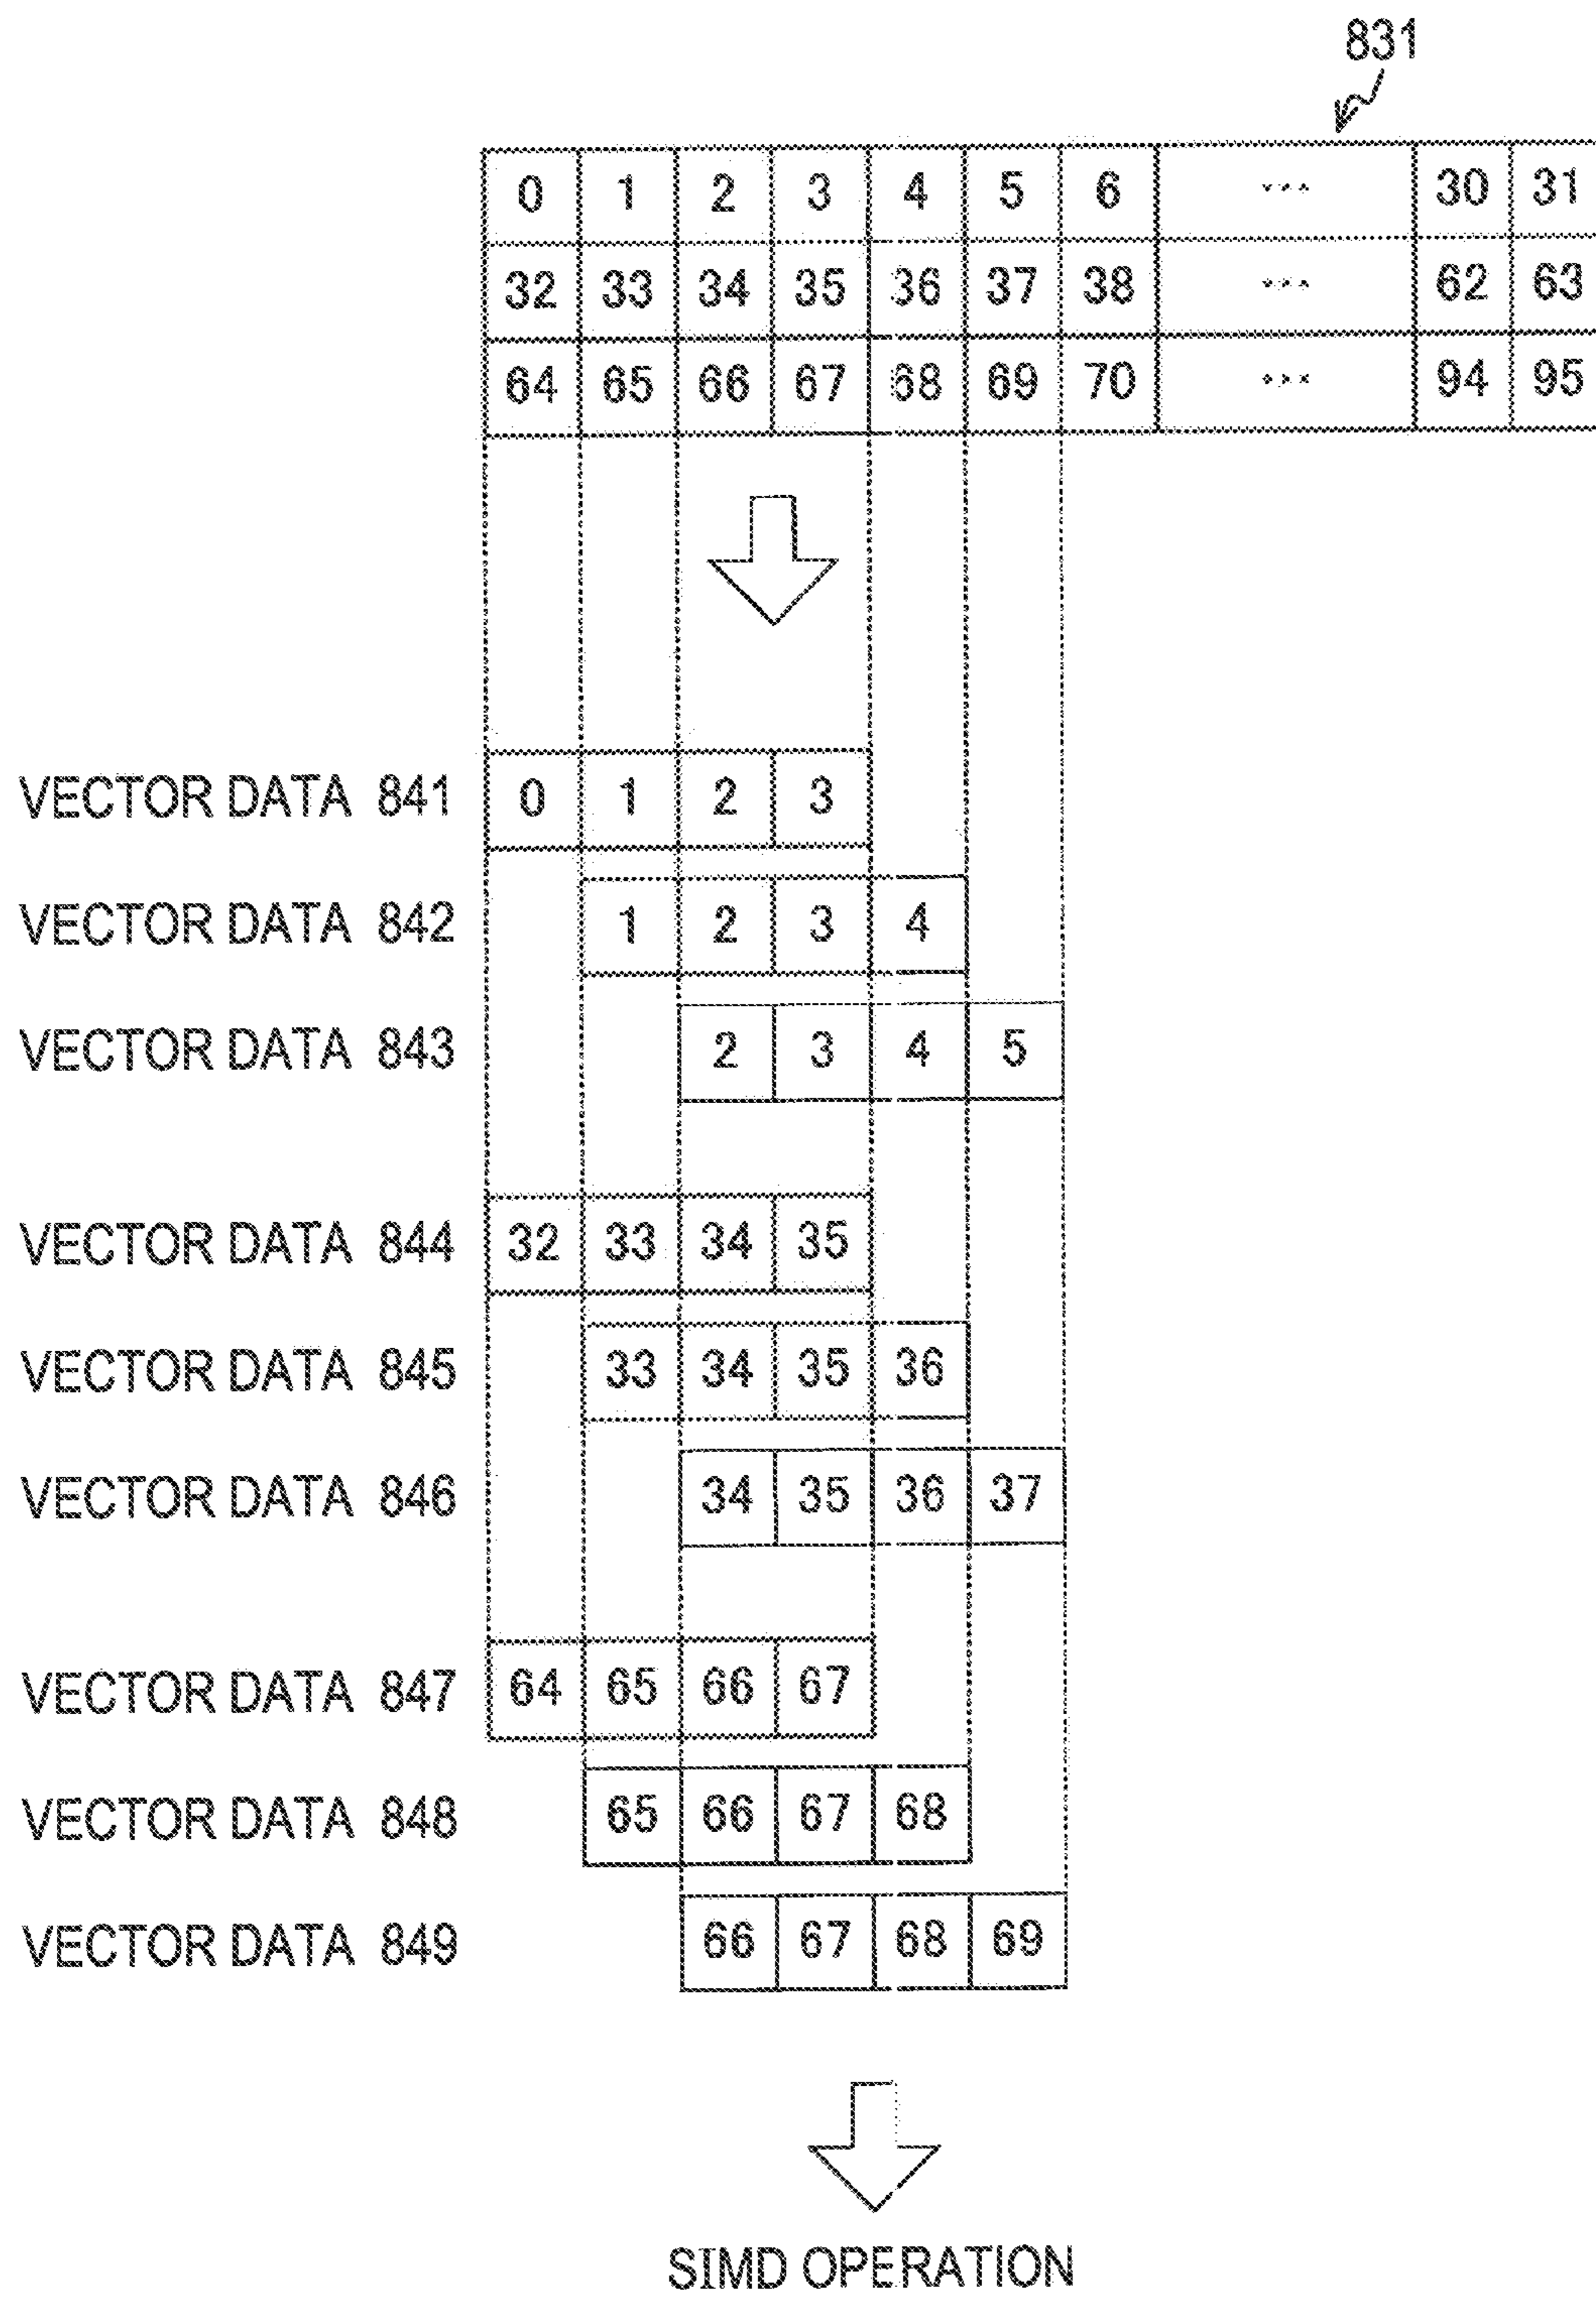 831
0 1 2 3 4 5 6 ... 30 31
32 33 34 35 36 37 38 ... 62 63
64 65 66 67 68 69 70 ... 94 95
VECTOR DATA 841 0 1 2 3
VECTOR DATA 842 1 2 3 4
VECTOR DATA 843 2 3 4 5
VECTOR DATA 844 32 33 34 35
VECTOR DATA 845 33 34 35 36
VECTOR DATA 846 34 35 36 37
VECTOR DATA 847 64 65 66 67
VECTOR DATA 848 65 66 67 68
VECTOR DATA 849 66 67 68 69
SIMD OPERATION